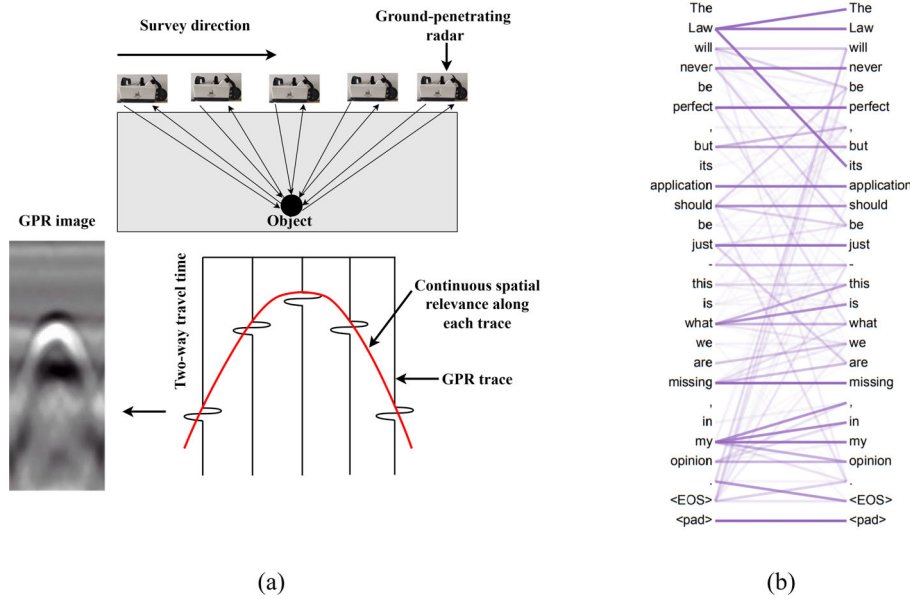 Survey direction
Ground-penetrating
radar
Object
GPR image
Two-way travel time
Continuous spatial
relevance along
each trace
GPR trace
(a)
The The
Law Law
will will
never never
be be
perfect perfect
, ,
but but
its its
application application
should should
be be
just just
- -
this this
is is
what what
we we
are are
missing missing
, ,
in in
my my
opinion opinion
. .
<EOS> <EOS>
<pad> <pad>
(b)